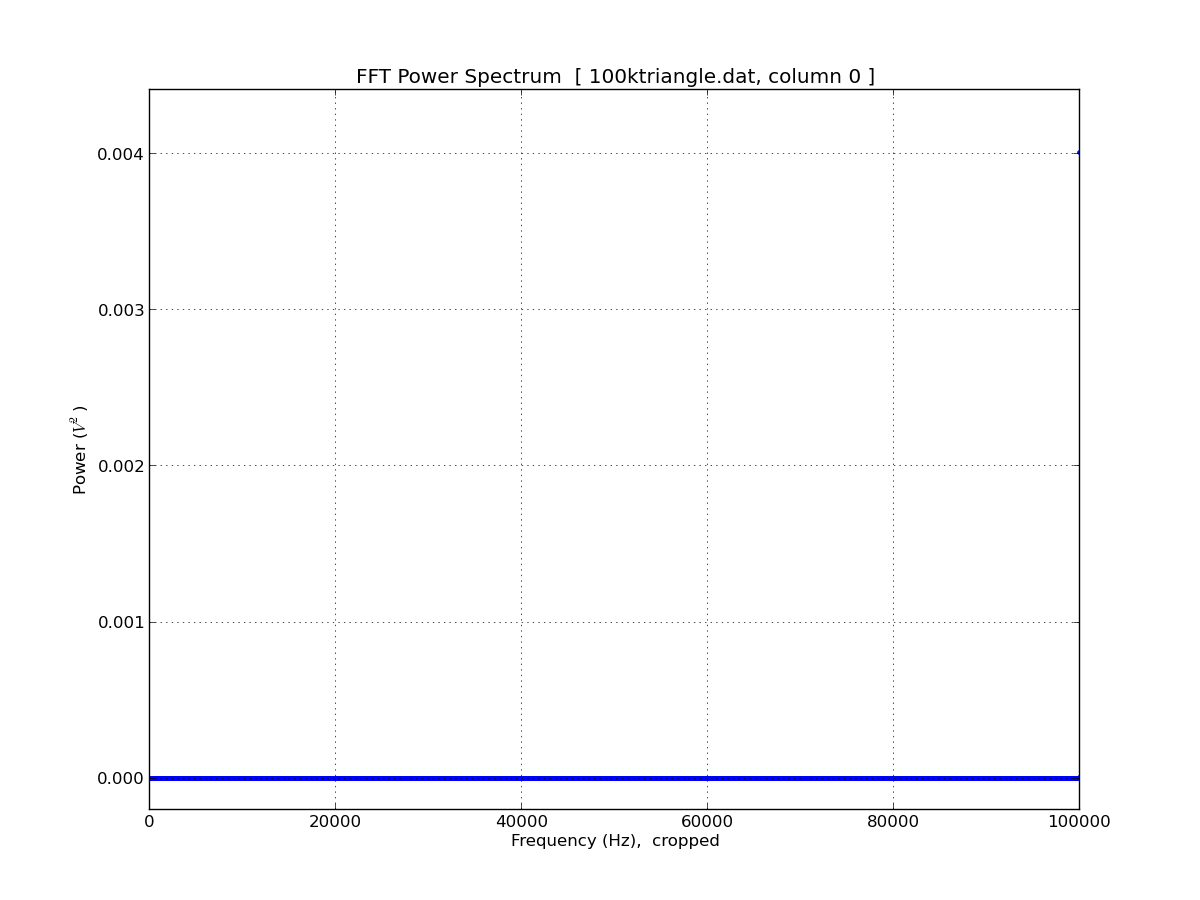 FFT Power Spectrum [ 100ktriangle.dat, column 0 ]
0.004
0.003
0.002
0.001
0.000
Power (V² )
0 20000 40000 60000 80000 100000
Frequency (Hz), cropped